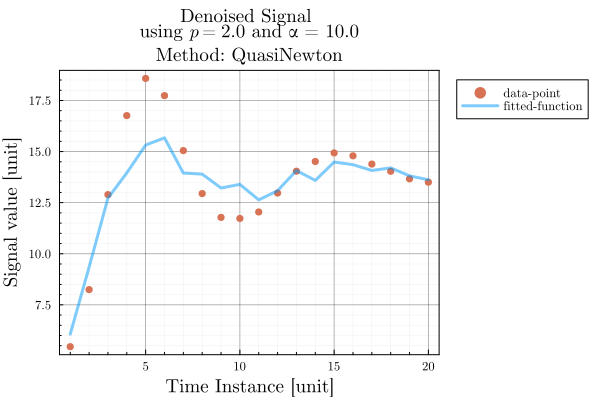 Denoised Signal
using p = 2.0 and α = 10.0
Method: QuasiNewton
data-point
fitted-function
Signal value [unit]
17.5
15.0
12.5
10.0
7.5
5 10 15 20
Time Instance [unit]